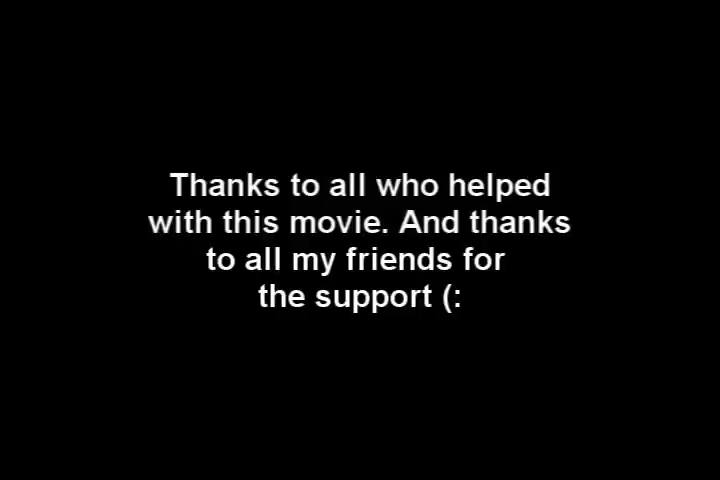 Thanks to all who helped
with this movie. And thanks
to all my friends for
the support (: